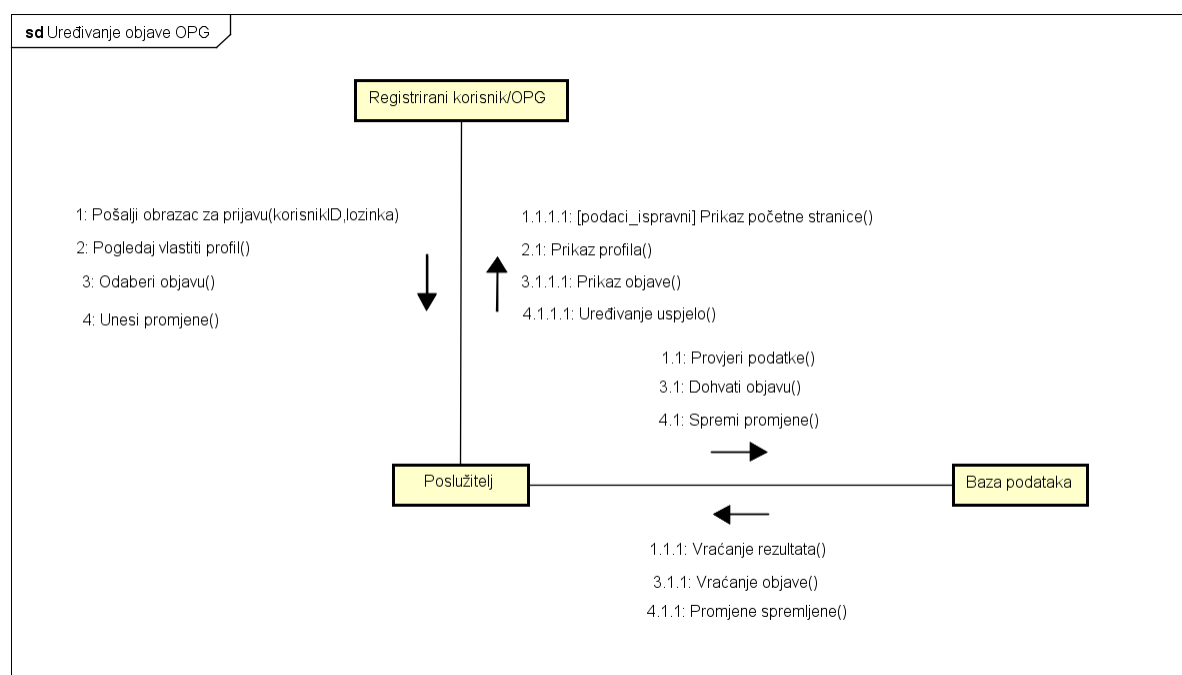 sd Uređivanje objave OPG
Registrirani korisnik/OPG
1: Pošalji obrazac za prijavu(korisnikID,lozinka)
2: Pogledaj vlastiti profil()
3: Odaberi objavu()
4: Unesi promjene()
1.1.1.1: [podaci_ispravni] Prikaz početne stranice()
2.1: Prikaz profila()
3.1.1.1: Prikaz objave()
4.1.1.1: Uređivanje uspjelo()
1.1: Provjeri podatke()
3.1: Dohvati objavu()
4.1: Spremi promjene()
Poslužitelj
Baza podataka
1.1.1: Vraćanje rezultata()
3.1.1: Vraćanje objave()
4.1.1: Promjene spremljene()